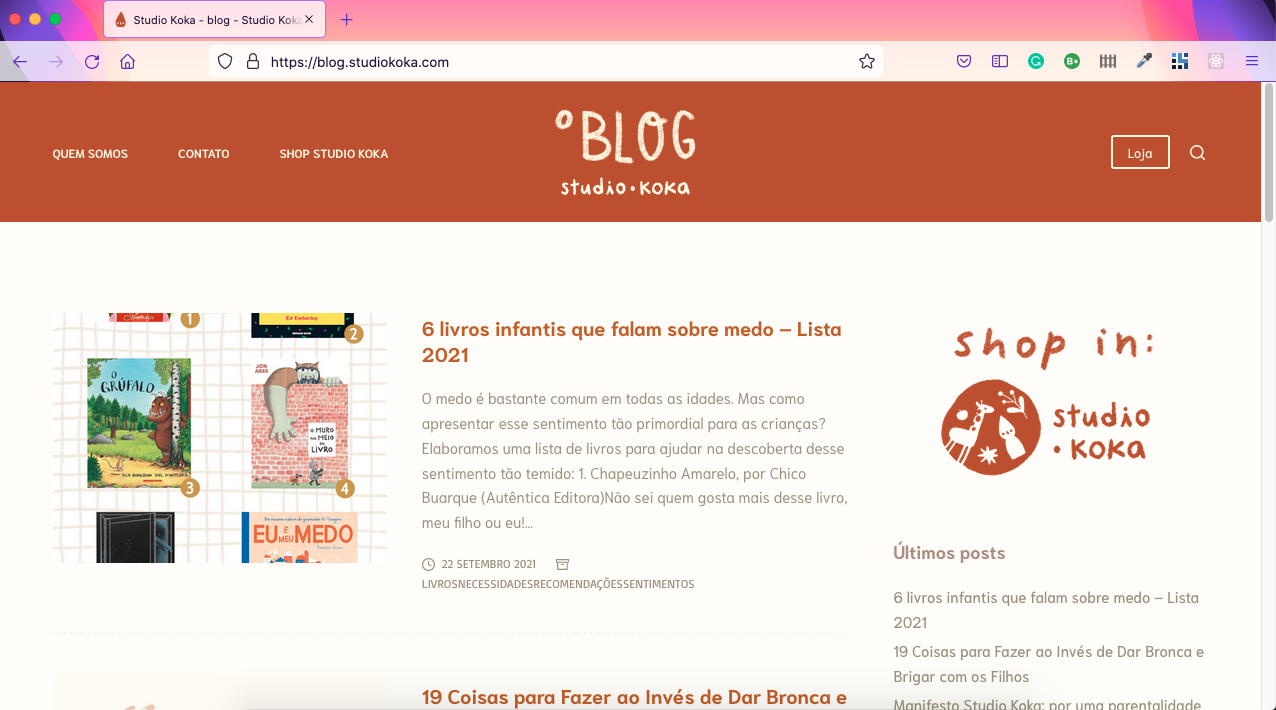 Studio Koka - blog - Studio Koka
https://blog.studiokoka.com
QUEM SOMOS
CONTATO
SHOP STUDIO KOKA
O BLOG
studio • KOKA
Loja
1
Ed Emberley
2
O GRÚFALO
JULIA DONALDSON AXEL SCHEFFLER
3
JON AGEE
O MURO NO MEIO DO LIVRO
4
EU E MEU MEDO
6 livros infantis que falam sobre medo – Lista
2021
O medo é bastante comum em todas as idades. Mas como
apresentar esse sentimento tão primordial para as crianças?
Elaboramos uma lista de livros para ajudar na descoberta desse
sentimento tão temido: 1. Chapeuzinho Amarelo, por Chico
Buarque (Autêntica Editora)Não sei quem gosta mais desse livro,
meu filho ou eu!...
22 SETEMBRO 2021
LIVROSNECESSIDADESRECOMENDAÇÕESSENTIMENTOS
19 Coisas para Fazer ao Invés de Dar Bronca e
shop in:
studio
• KOKA
Últimos posts
6 livros infantis que falam sobre medo – Lista
2021
19 Coisas para Fazer ao Invés de Dar Bronca e
Brigar com os Filhos
Manifesto Studio Koka: por uma parentalidade